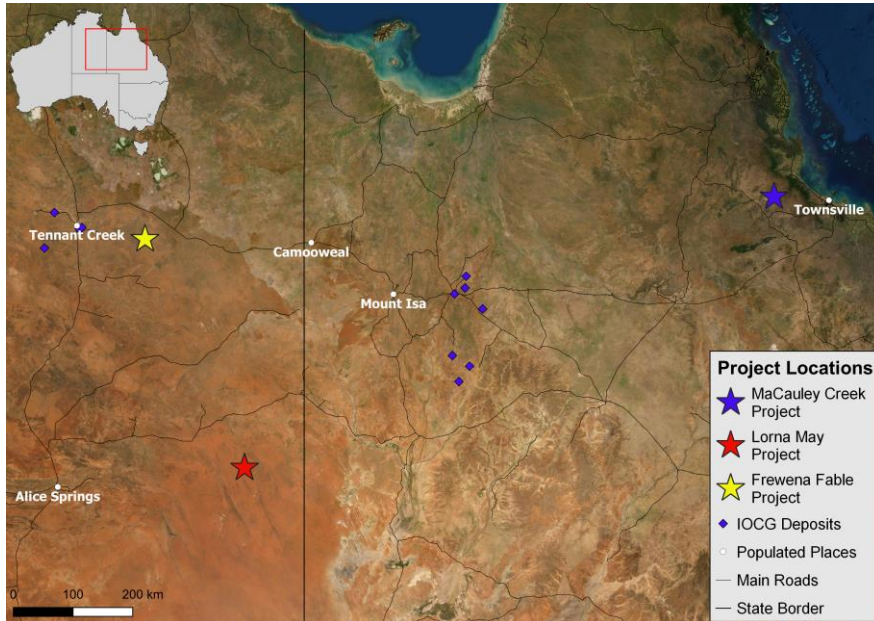 Townsville
Tennant Creek
Camooweal
Mount Isa
Alice Springs
0 100 200 km
Project Locations
MaCauley Creek
Project
Lorna May
Project
Frewena Fable
Project
IOCG Deposits
Populated Places
Main Roads
State Border